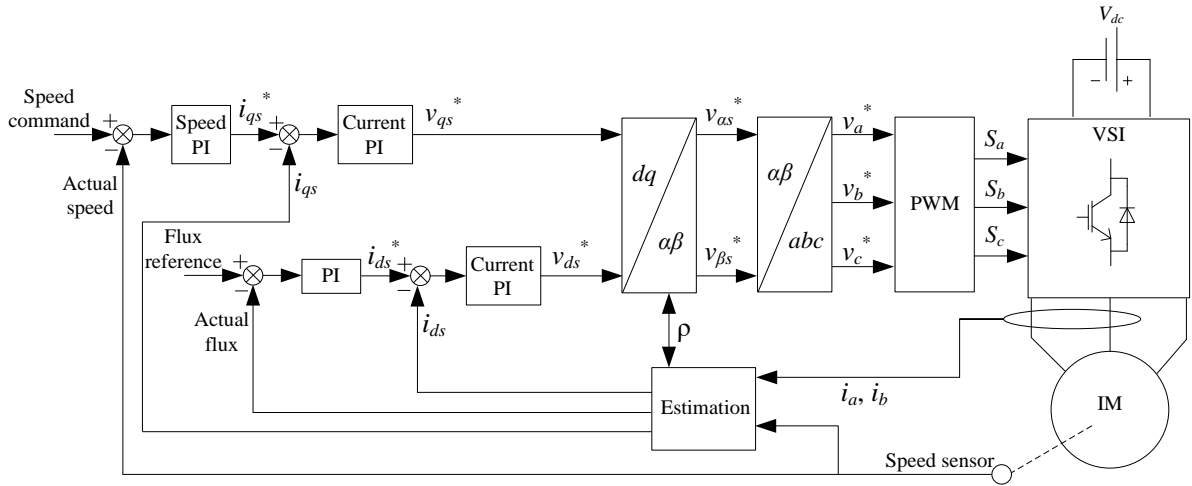 V_dc
− +
Speed
command
+
−
Speed
PI
i_qs^*
+
−
Current
PI
v_qs^*
dq
αβ
v_αs^*
αβ
abc
v_a^*
PWM
S_a
VSI
Actual
speed
i_qs
v_b^*
S_b
Flux
reference
+
−
PI
i_ds^*
+
−
Current
PI
v_ds^*
v_βs^*
v_c^*
S_c
Actual
flux
i_ds
ρ
Estimation
i_a, i_b
IM
Speed sensor